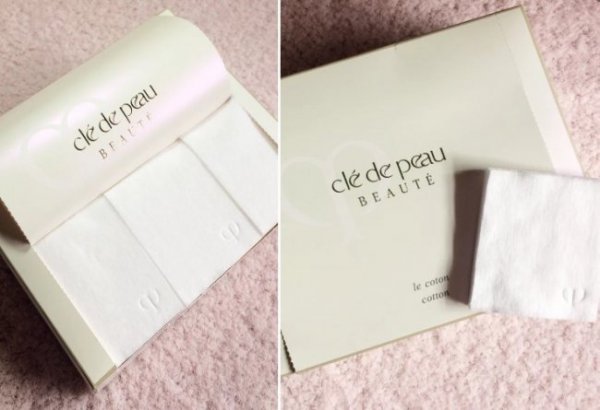 clé de peau
BEAUTÉ
clé de peau
BEAUTÉ
le coton
cotton